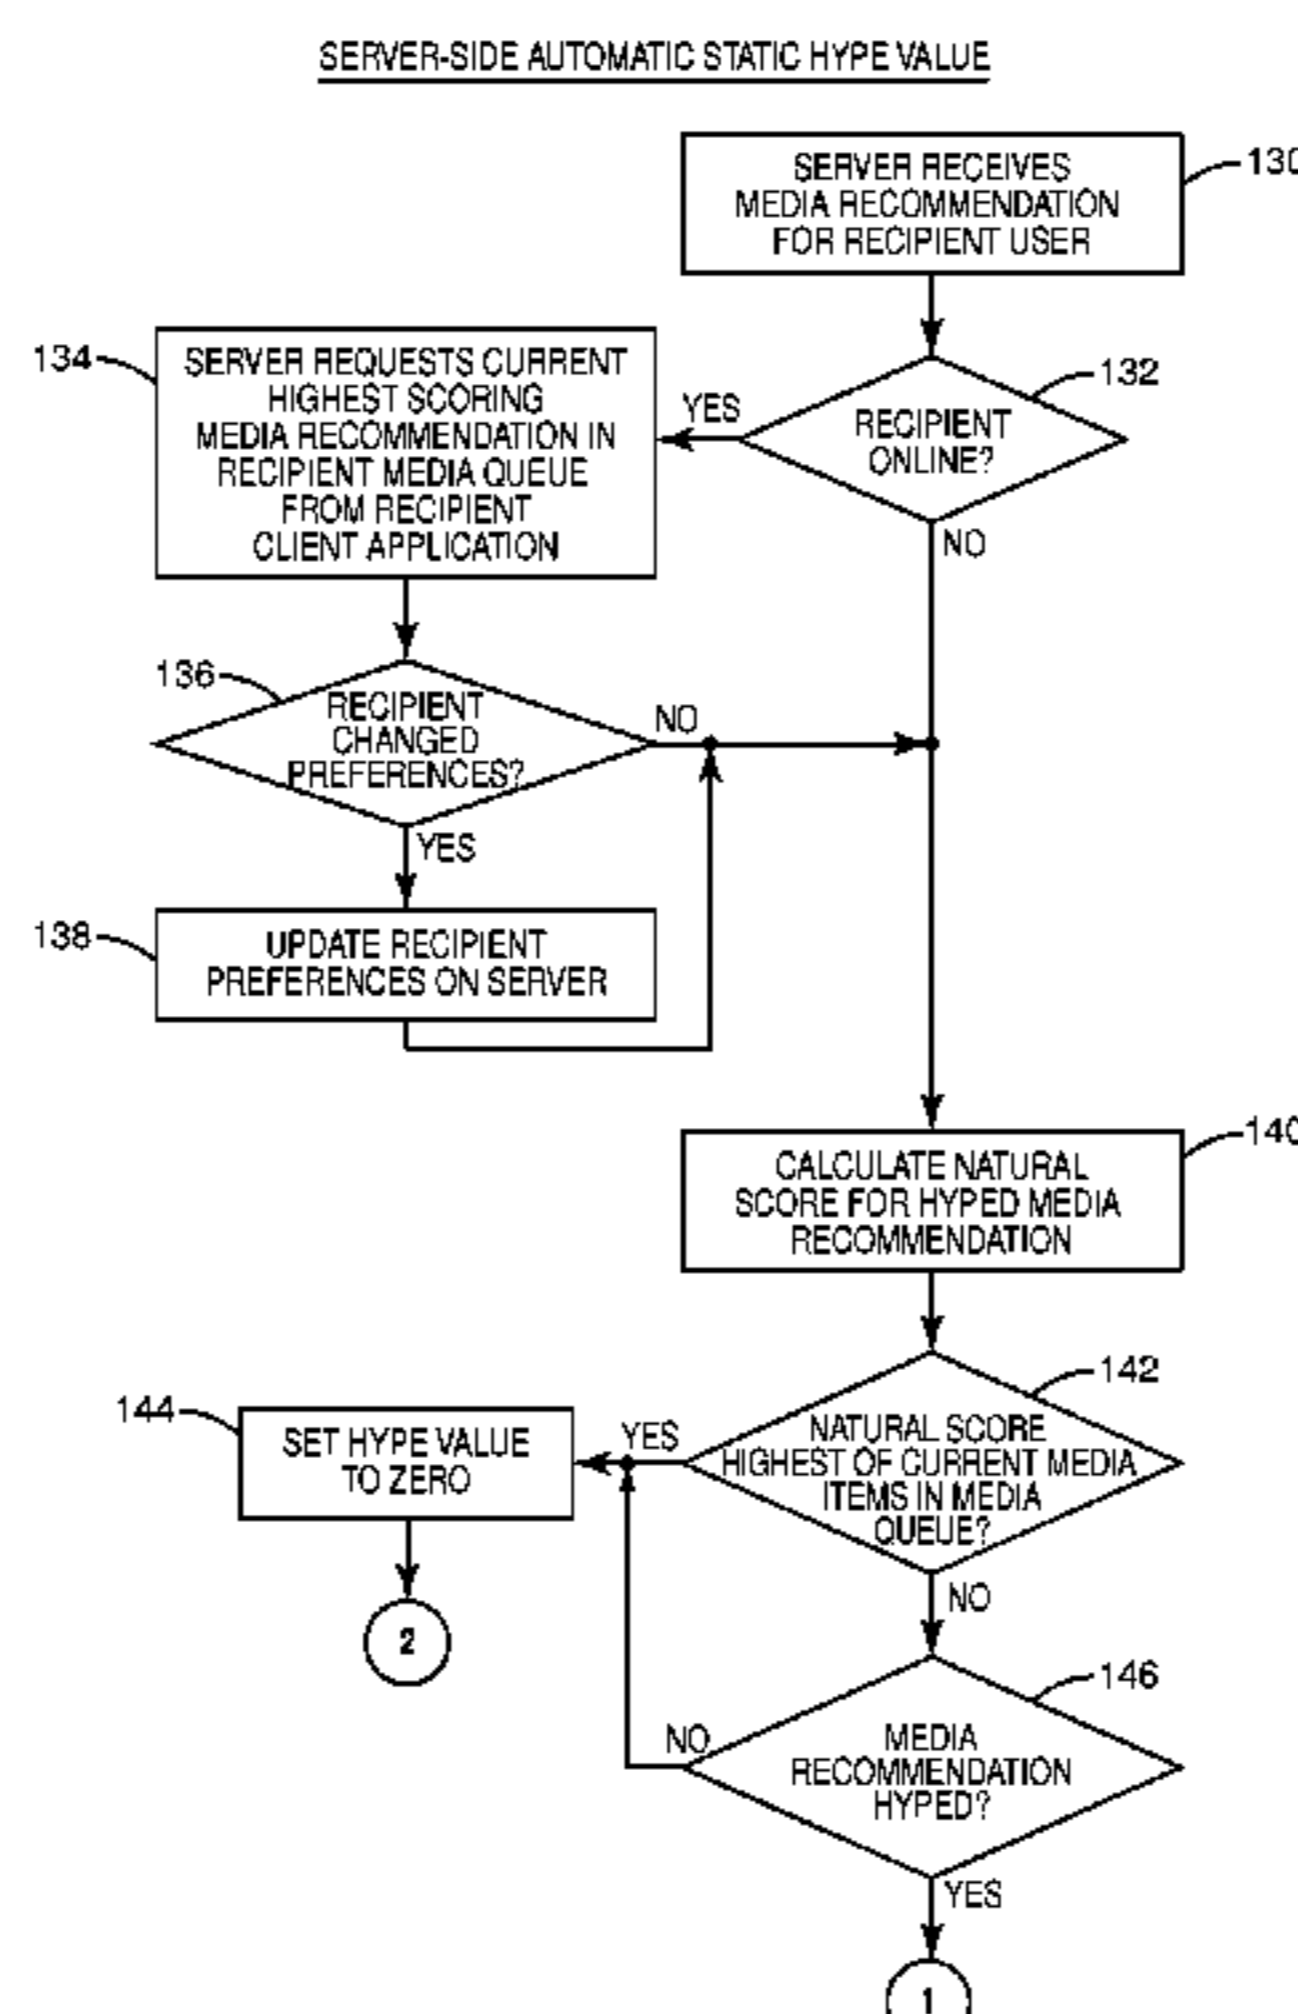 SERVER-SIDE AUTOMATIC STATIC HYPE VALUE
SERVER RECEIVES
MEDIA RECOMMENDATION
FOR RECIPIENT USER
130
132
RECIPIENT
ONLINE?
YES
NO
134
SERVER REQUESTS CURRENT
HIGHEST SCORING
MEDIA RECOMMENDATION IN
RECIPIENT MEDIA QUEUE
FROM RECIPIENT
CLIENT APPLICATION
136
RECIPIENT
CHANGED
PREFERENCES?
NO
YES
138
UPDATE RECIPIENT
PREFERENCES ON SERVER
140
CALCULATE NATURAL
SCORE FOR HYPED MEDIA
RECOMMENDATION
142
NATURAL SCORE
HIGHEST OF CURRENT MEDIA
ITEMS IN MEDIA
QUEUE?
YES
NO
144
SET HYPE VALUE
TO ZERO
2
146
MEDIA
RECOMMENDATION
HYPED?
NO
YES
1